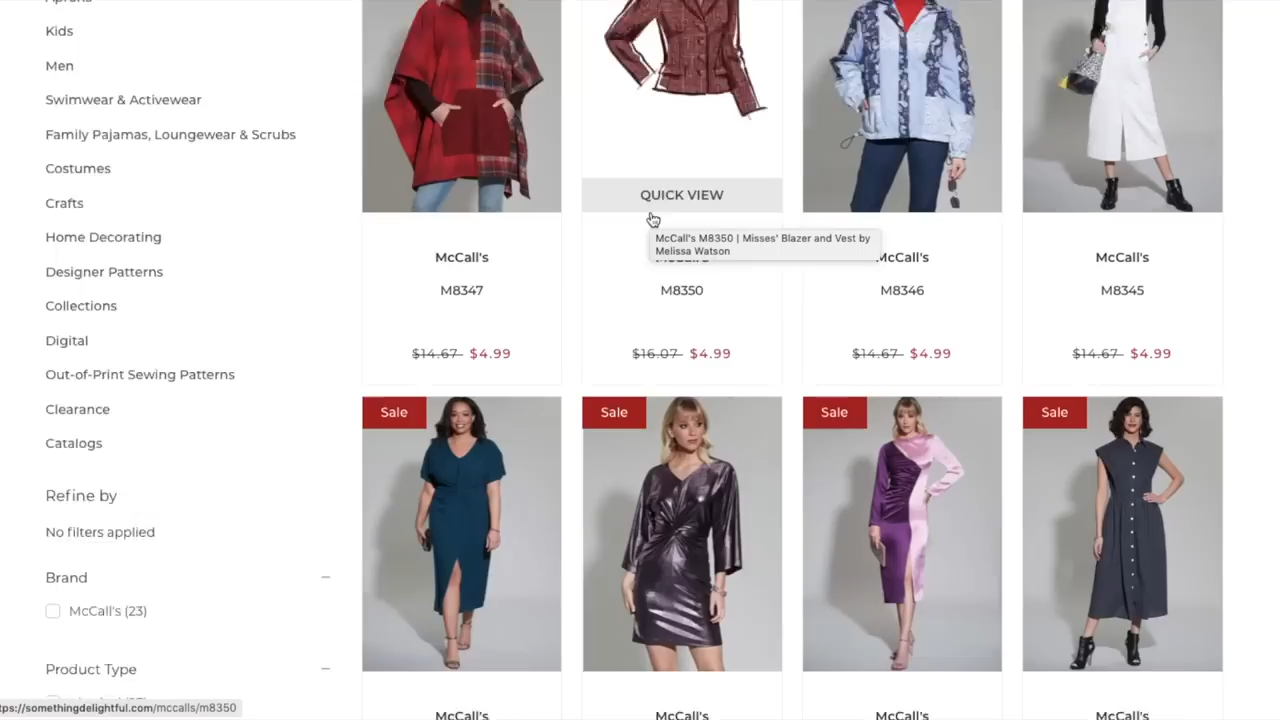 Kids
Men
Swimwear & Activewear
Family Pajamas, Loungewear & Scrubs
Costumes
Crafts
Home Decorating
Designer Patterns
Collections
Digital
Out-of-Print Sewing Patterns
Clearance
Catalogs
Refine by
No filters applied
Brand
McCall's (23)
Product Type
QUICK VIEW
McCall's M8350 | Misses' Blazer and Vest by
Melissa Watson
McCall's
McCall's
McCall's
McCall's
M8347
M8350
M8346
M8345
$14.67 $4.99
$16.07 $4.99
$14.67 $4.99
$14.67 $4.99
Sale
Sale
Sale
Sale
McCall's
McCall's
McCall's
McCall's
tps://somethingdelightful.com/mccalls/m8350